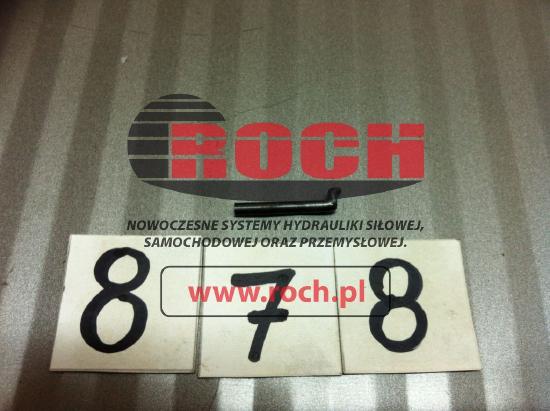 ROCH
NOWOCZESNE SYSTEMY HYDRAULIKI SIŁOWEJ,
SAMOCHODOWEJ ORAZ PRZEMYSŁOWEJ.
www.roch.pl
8 7 8